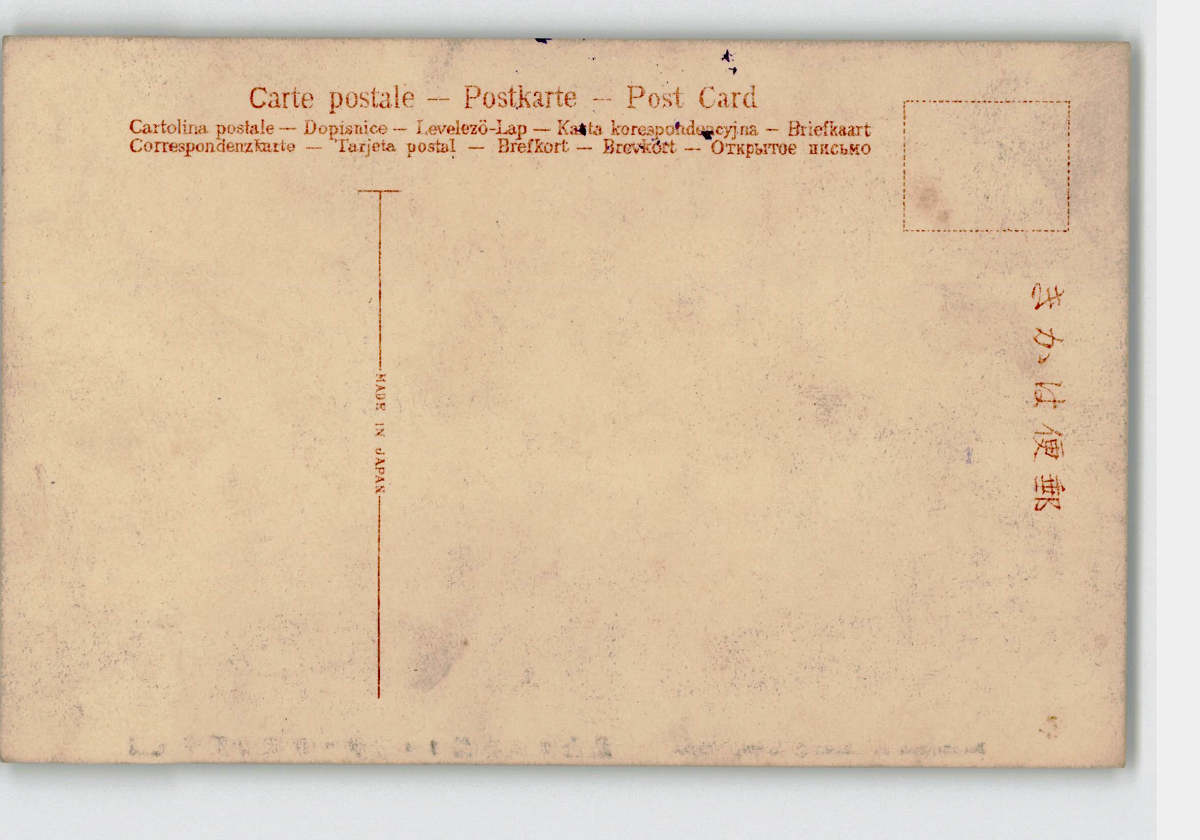 Carte postale — Postkarte — Post Card
Cartolina postale — Dopisnice — Levelező-Lap — Karta korespondencyjna — Briefkaart
Correspondenzkarte — Tarjeta postal — Brefkort — Brevkort — Открытое письмо
MADE IN JAPAN
きかは便郵